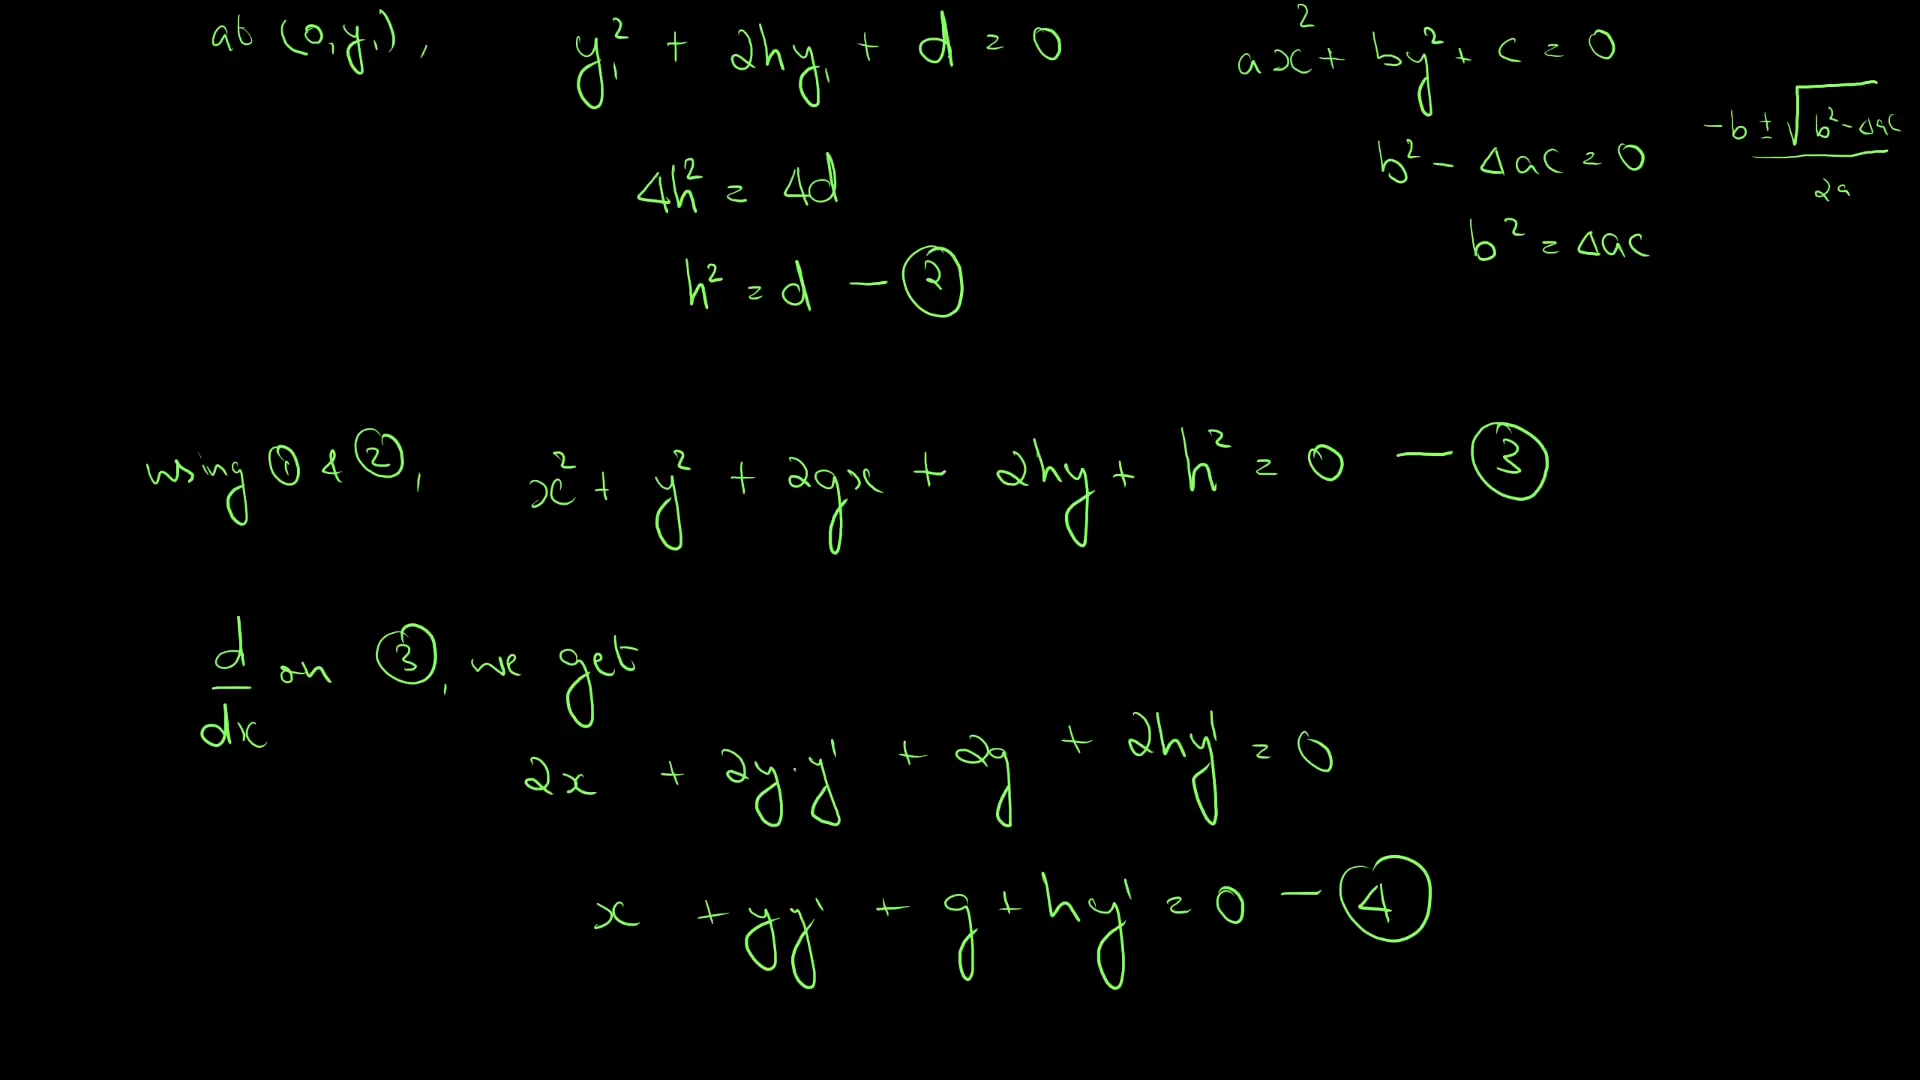 at (0, y₁), y₁² + 2hy₁ + d = 0
4h² = 4d
h² = d — ②
ax² + by² + c = 0
b² - 4ac = 0
b² = 4ac
-b ± √(b² - 4ac) / 2a
using ① & ②, x² + y² + 2gx + 2hy + h² = 0 — ③
d/dx on ③, we get
2x + 2y·y' + 2g + 2hy' = 0
x + yy' + g + hy' = 0 — ④